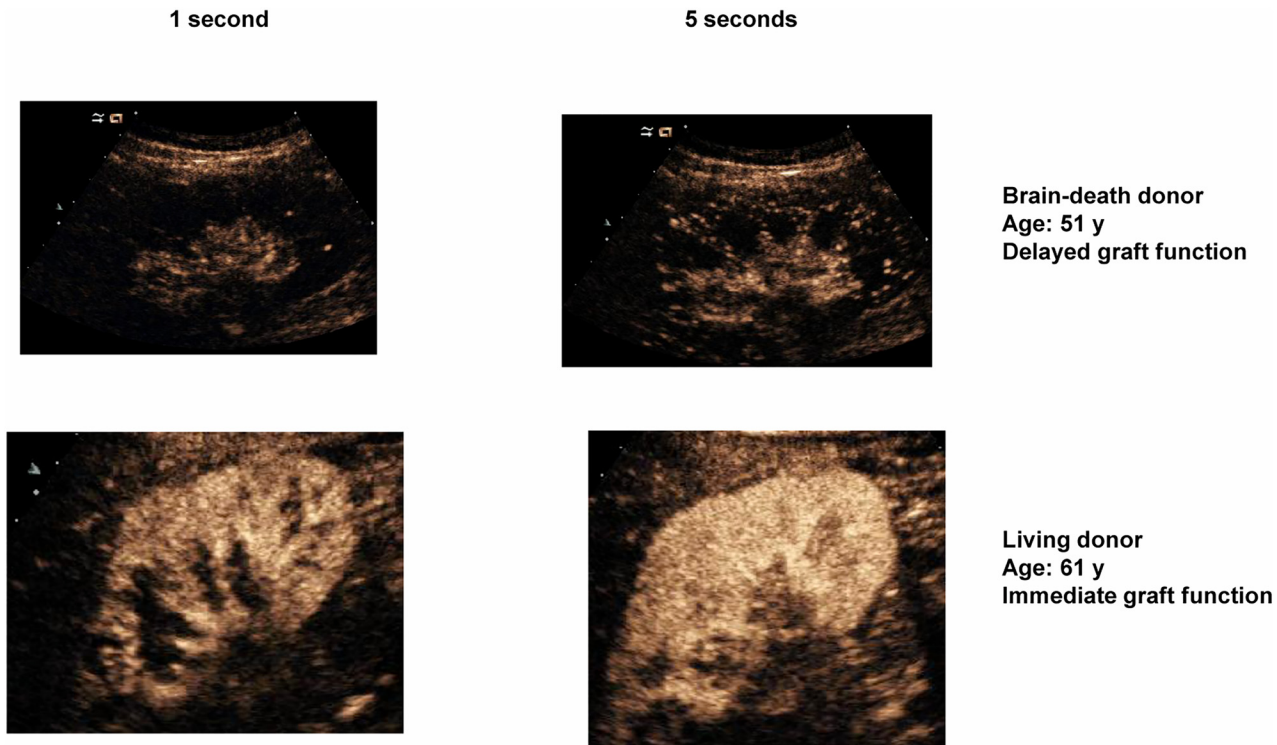 1 second
5 seconds
Brain-death donor
Age: 51 y
Delayed graft function
Living donor
Age: 61 y
Immediate graft function